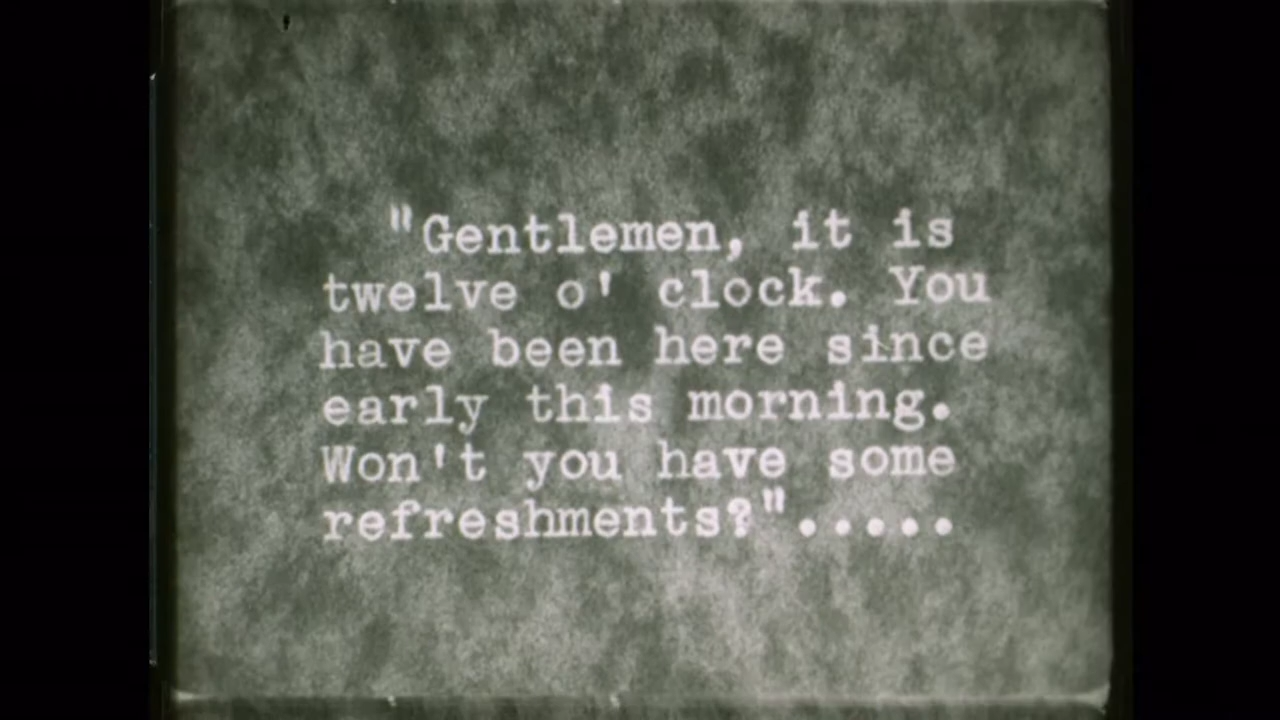 "Gentlemen, it is
twelve o' clock. You
have been here since
early this morning.
Won't you have some
refreshments?".....